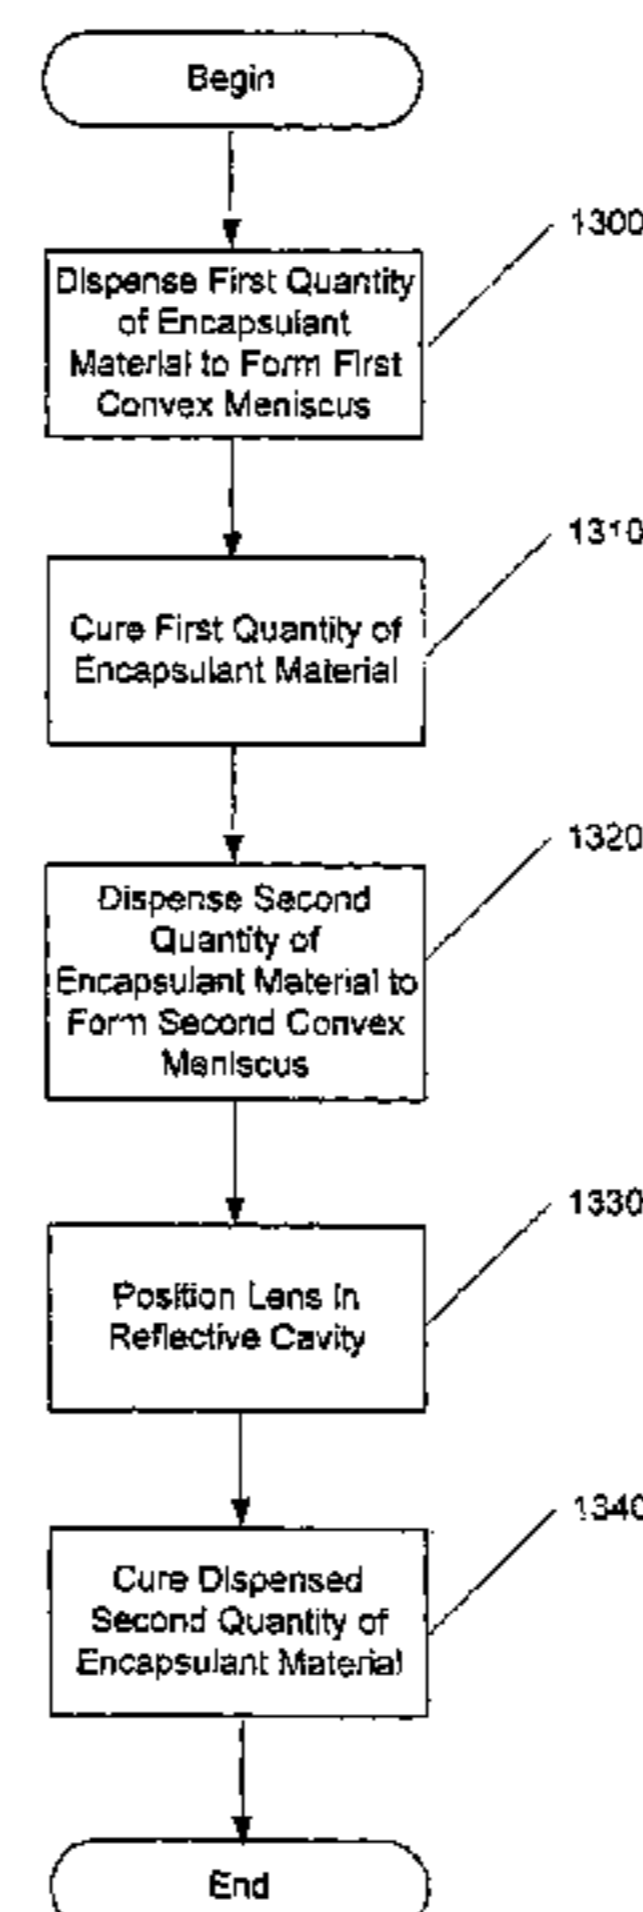 Begin
1300
Dispense First Quantity
of Encapsulant
Material to Form First
Convex Meniscus
1310
Cure First Quantity of
Encapsulant Material
1320
Dispense Second
Quantity of
Encapsulant Material to
Form Second Convex
Meniscus
1330
Position Lens in
Reflective Cavity
1340
Cure Dispensed
Second Quantity of
Encapsulant Material
End